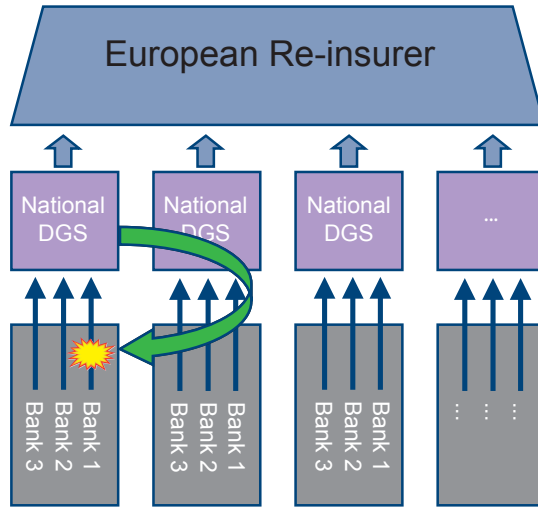 European Re-insurer
National
DGS
National
DGS
National
DGS
...
Bank 3
Bank 2
Bank 1
Bank 3
Bank 2
Bank 1
Bank 3
Bank 2
Bank 1
...
...
...